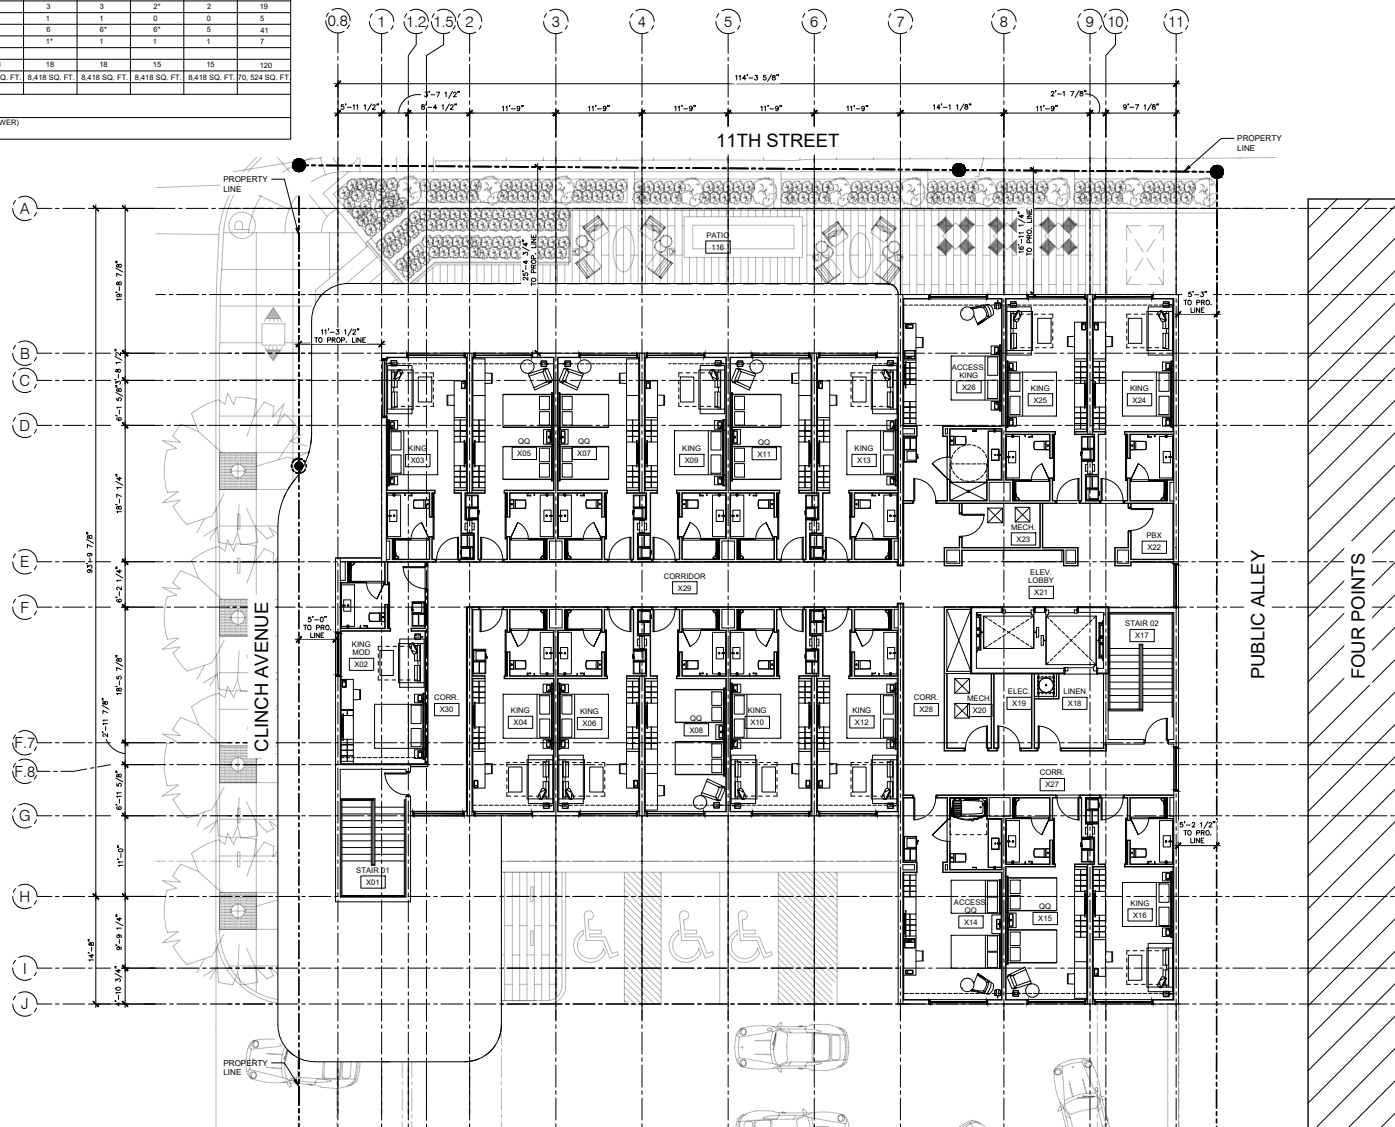 3 3 2* 2 19
1 1 0 0 5
6 6* 6* 5 41
1* 1 1 1 7
18 18 15 15 120
Q. FT. 8,418 SQ. FT. 8,418 SQ. FT. 8,418 SQ. FT. 8,418 SQ. FT. 70, 524 SQ. FT.
WER)
0.8 1 1.2 1.5 2 3 4 5 6 7 8 9 10 11
114'-3 5/8"
3'-7 1/2"
2'-1 7/8"
5'-11 1/2" 8'-4 1/2" 11'-9" 11'-9" 11'-9" 11'-9" 11'-9" 14'-1 1/8" 11'-9" 9'-7 1/8"
11TH STREET
PROPERTY
LINE
PROPERTY
LINE
A
PATIO
116
25'-4 3/4"
TO PROP. LINE
16'-11 1/4"
TO PRO. LINE
19'-8 7/8"
5'-3"
TO PRO.
LINE
11'-3 1/2"
TO PROP. LINE
B
3'-8 1/2"
C
6'-1 5/8"
D
ACCESS.
KING
X26
KING
X25
KING
X24
KING
X03
QQ
X05
QQ
X07
KING
X09
QQ
X11
KING
X13
18'-7 1/4"
93'-9 7/8"
MECH.
X23
PBX
X22
E
6'-2 1/4"
F
CORRIDOR
X29
ELEV.
LOBBY
X21
CLINCH AVENUE
PUBLIC ALLEY
FOUR POINTS
5'-0"
TO PRO.
LINE
STAIR 02
X17
KING
MOD
X02
18'-5 7/8"
CORR.
X30
KING
X04
KING
X06
QQ
X08
KING
X10
KING
X12
CORR.
X28
MECH.
X20
ELEC.
X19
LINEN
X18
2'-11 7/8"
F.7
F.8
6'-11 5/8"
CORR.
X27
G
5'-2 1/2"
TO PRO.
LINE
11'-0"
STAIR 01
X01
H
ACCESS.
QQ
X14
QQ
X15
KING
X16
9'-9 1/4"
14'-8"
I
-10 3/4"
J
PROPERTY
LINE